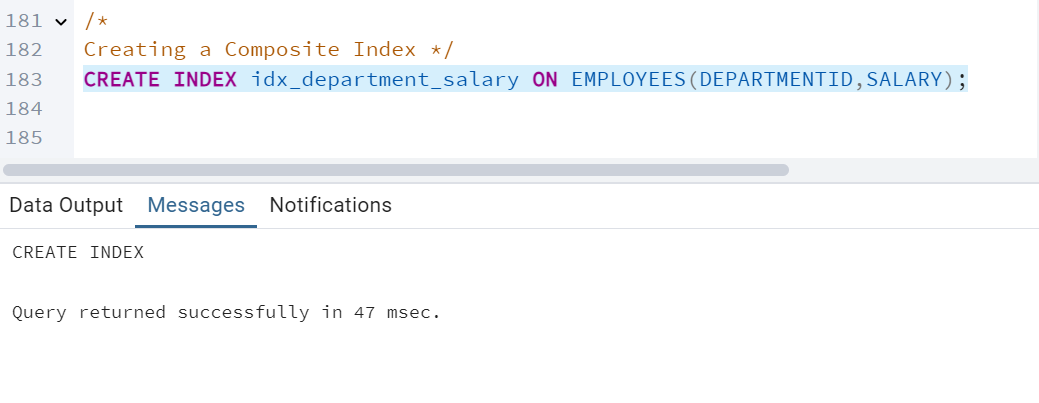 181 /*
182 Creating a Composite Index */
183 CREATE INDEX idx_department_salary ON EMPLOYEES(DEPARTMENTID,SALARY);
184
185
Data Output Messages Notifications
CREATE INDEX
Query returned successfully in 47 msec.